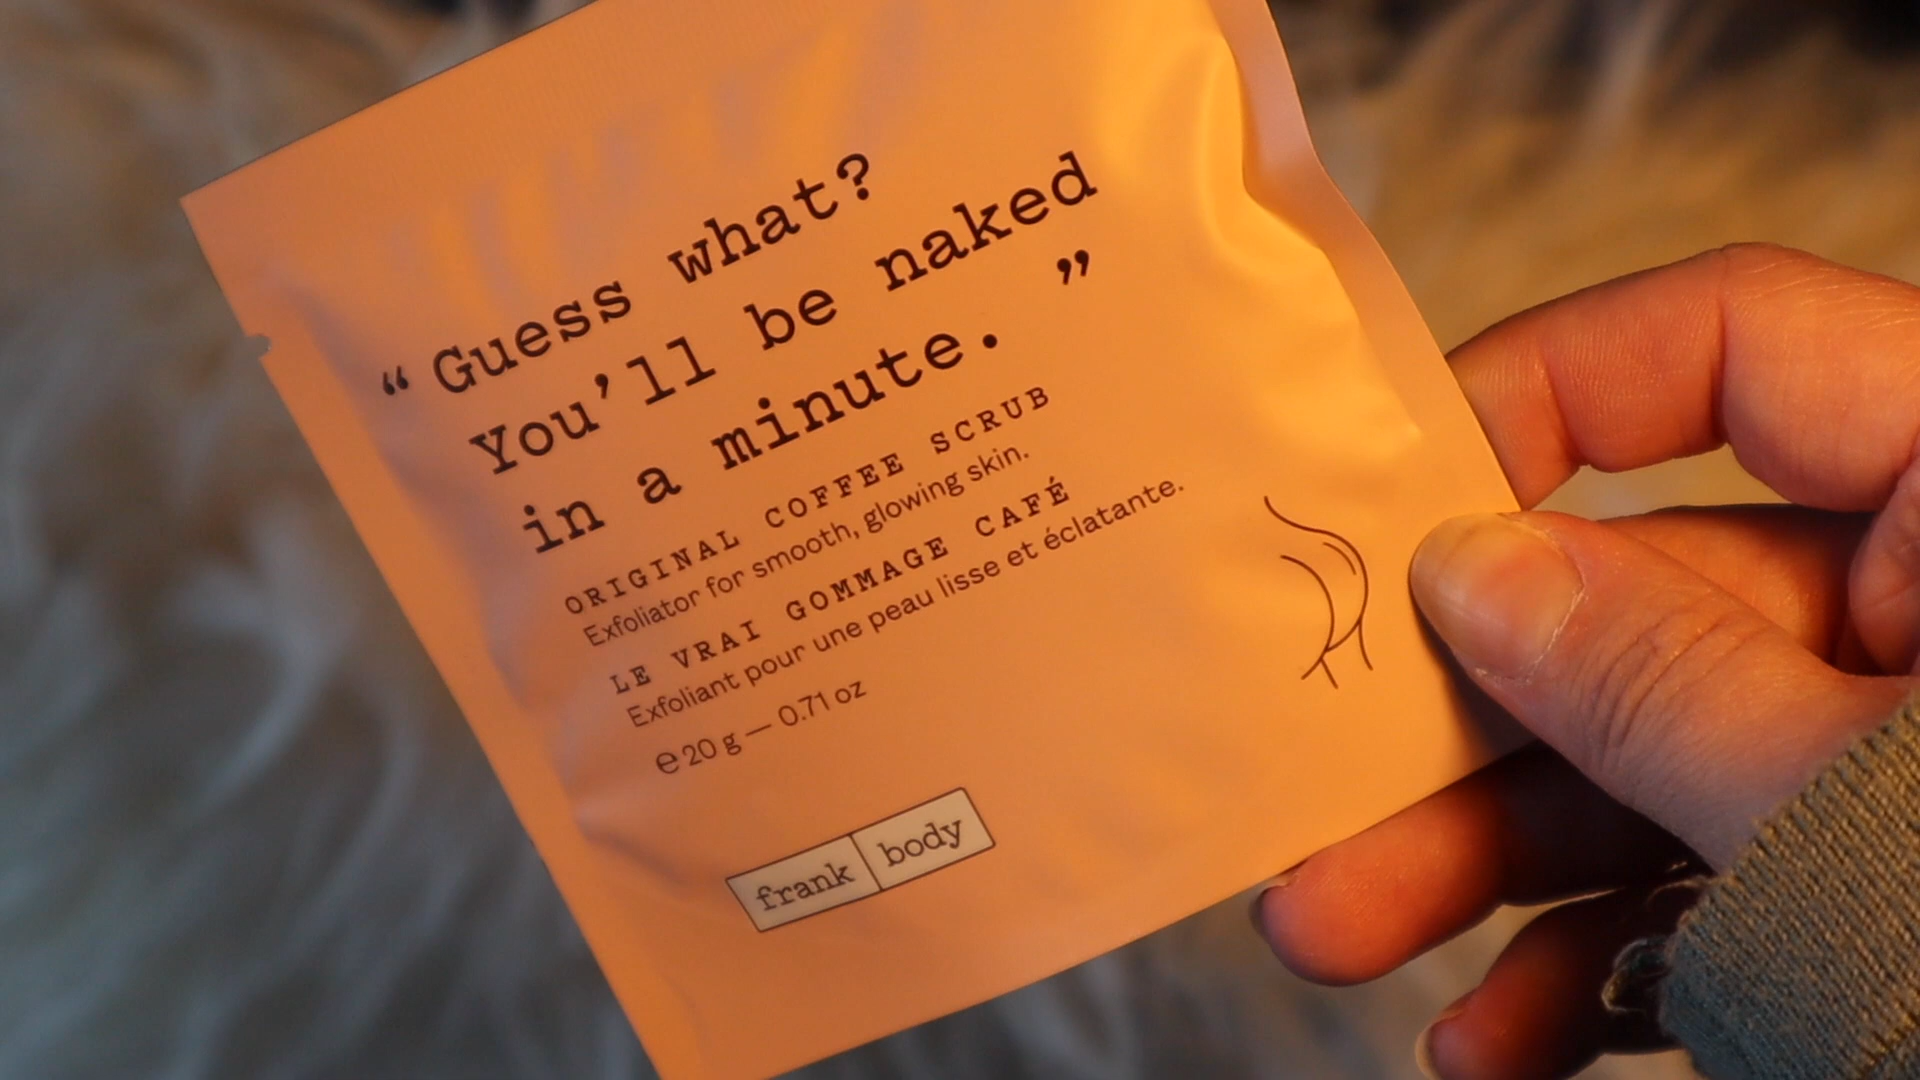 “Guess what?
You’ll be naked
in a minute.”
ORIGINAL COFFEE SCRUB
Exfoliator for smooth, glowing skin.
LE VRAI GOMMAGE CAFÉ
Exfoliant pour une peau lisse et éclatante.
℮ 20 g — 0.71 oz
frank body